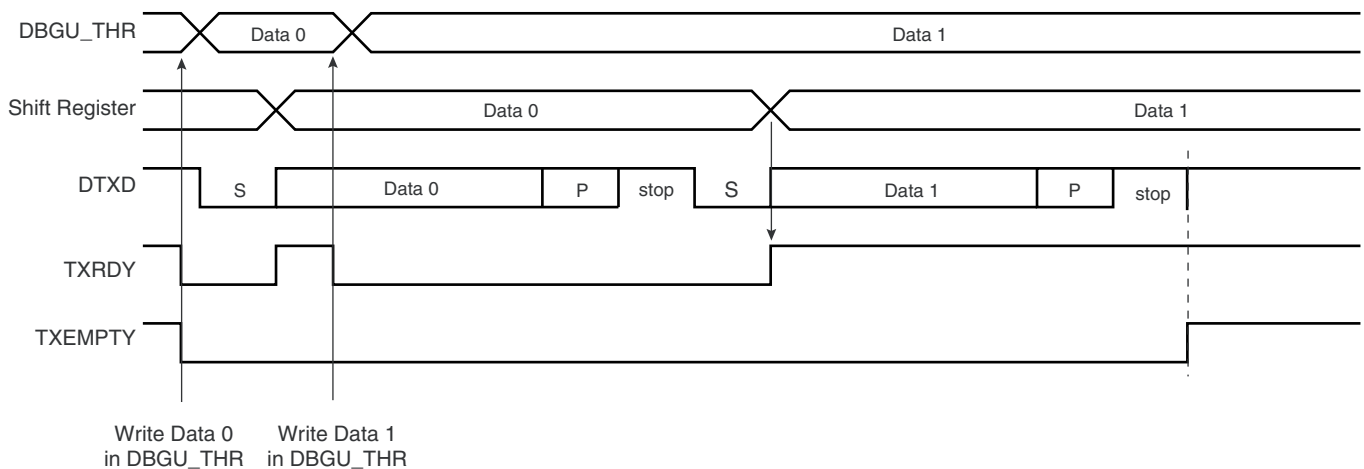 DBGU_THR
Data 0
Data 1
Shift Register
Data 0
Data 1
DTXD
S
Data 0
P
stop
S
Data 1
P
stop
TXRDY
TXEMPTY
Write Data 0
in DBGU_THR
Write Data 1
in DBGU_THR